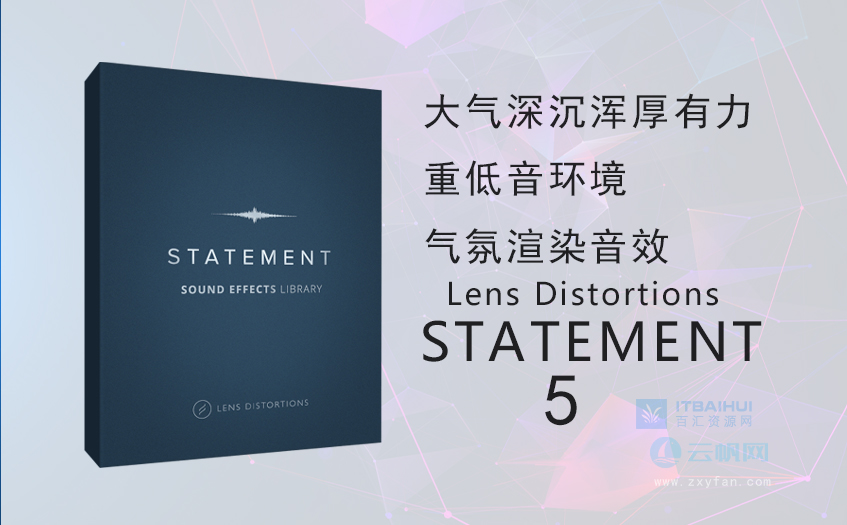 STATEMENT
SOUND EFFECTS LIBRARY
LENS DISTORTIONS
大气深沉浑厚有力
重低音环境
气氛渲染音效
Lens Distortions
STATEMENT
5
ITBAIHUI
百汇资源网
云帆网
www.zxyfan.com